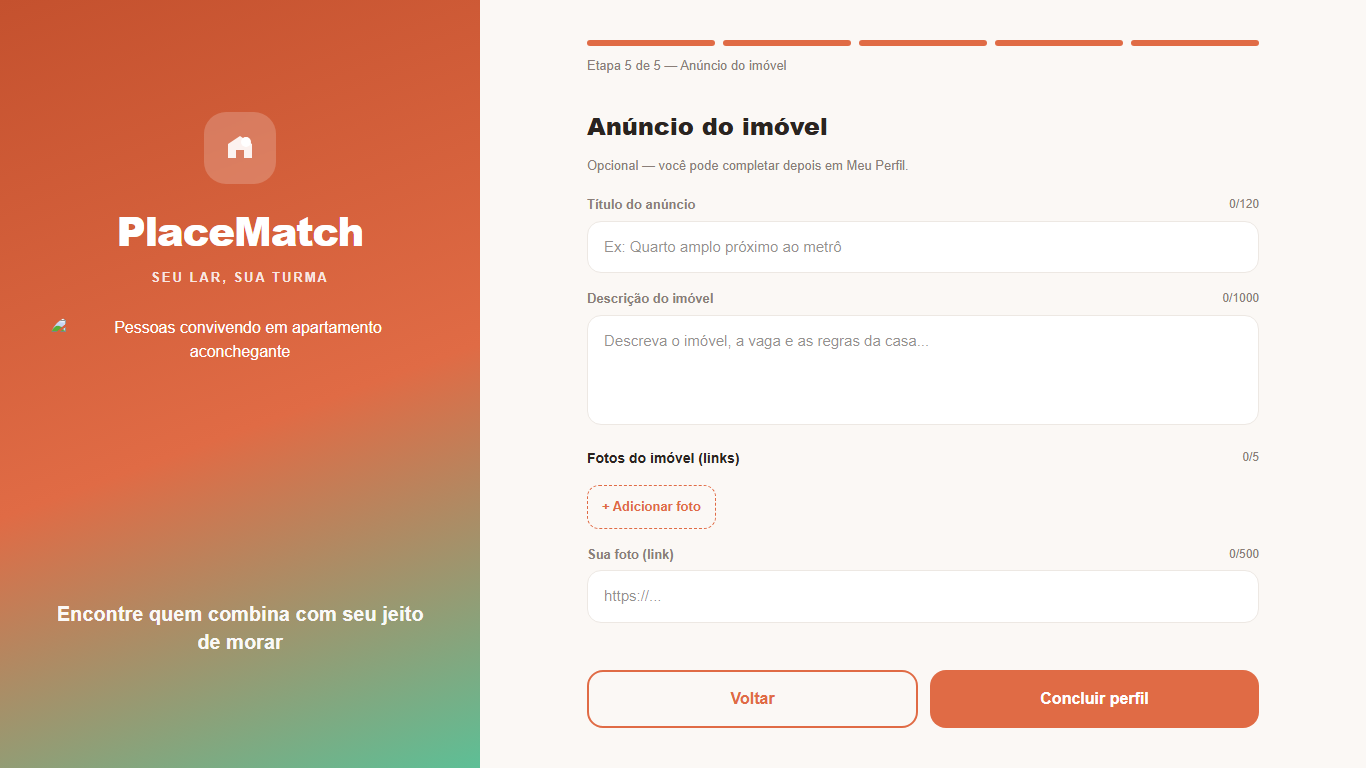 PlaceMatch
SEU LAR, SUA TURMA
Pessoas convivendo em apartamento
aconchegante
Encontre quem combina com seu jeito
de morar
Etapa 5 de 5 — Anúncio do imóvel
Anúncio do imóvel
Opcional — você pode completar depois em Meu Perfil.
Título do anúncio 0/120
Ex: Quarto amplo próximo ao metrô
Descrição do imóvel 0/1000
Descreva o imóvel, a vaga e as regras da casa...
Fotos do imóvel (links) 0/5
+ Adicionar foto
Sua foto (link) 0/500
https://...
Voltar
Concluir perfil